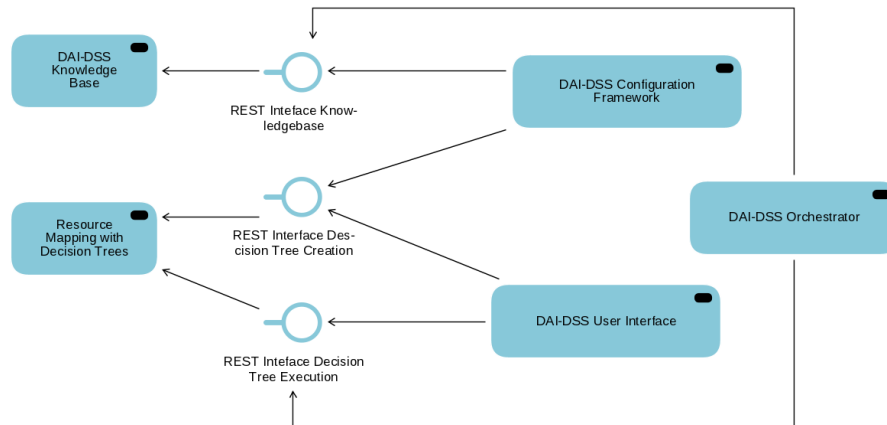 DAI-DSS
Knowledge
Base
REST Inteface Know-
ledgebase
DAI-DSS Configuration
Framework
Resource
Mapping with
Decision Trees
REST Interface Des-
cision Tree Creation
DAI-DSS Orchestrator
DAI-DSS User Interface
REST Inteface Decision
Tree Execution